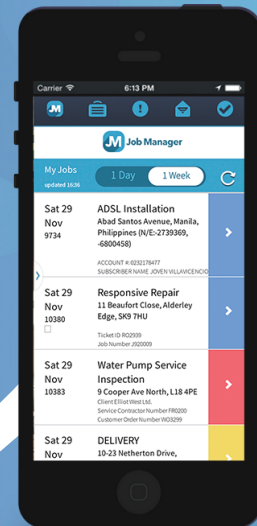 Carrier 6:13 PM
JM
JM Job Manager
My Jobs
updated 16:36
1 Day 1 Week
Sat 29
Nov
9734
ADSL Installation
Abad Santos Avenue, Manila,
Philippines (N/E:-2739369,
-6800458)
ACCOUNT #:0232178477
SUBSCRIBER NAME JOVEN VILLAVICENCIO
Sat 29
Nov
10380
Responsive Repair
11 Beaufort Close, Alderley
Edge, SK9 7HU
Ticket ID RO2939
Job Number J920009
Sat 29
Nov
10383
Water Pump Service
Inspection
9 Cooper Ave North, L18 4PE
Client Elliot West Ltd.
Service Contractor Number FR0200
Customer Order Number WO3299
Sat 29
Nov
DELIVERY
10-23 Netherton Drive,